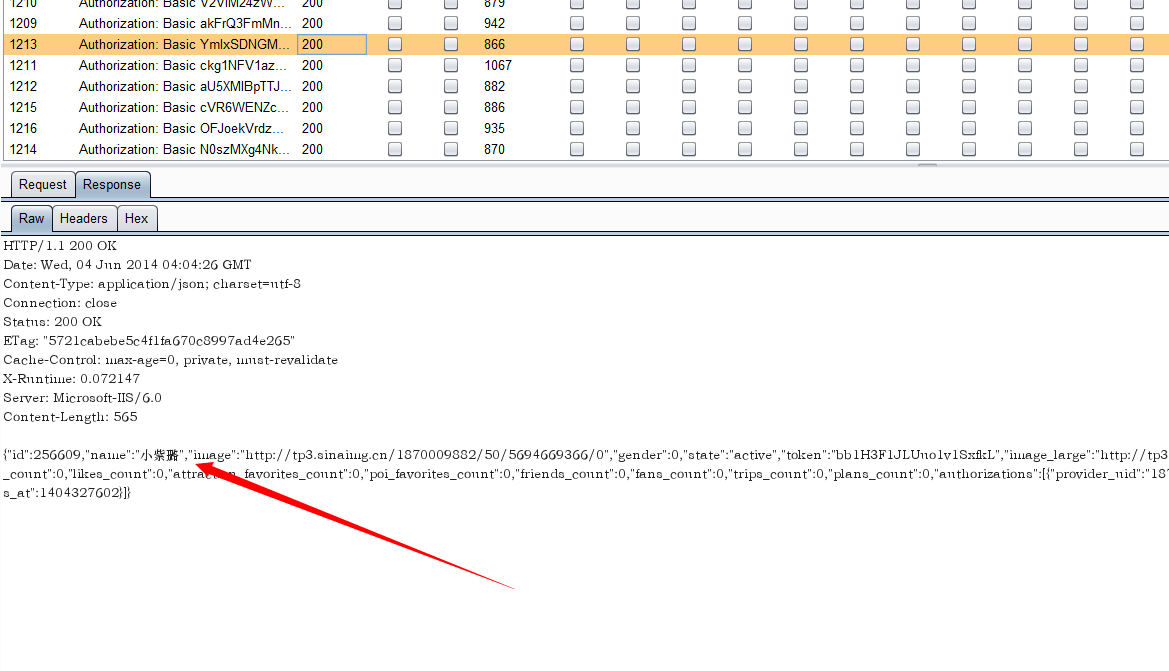 1210 Authorization: Basic V2VlM24zW... 200 879
1209 Authorization: Basic akFrQ3FmMn... 200 942
1213 Authorization: Basic YmIxSDNGM... 200 866
1211 Authorization: Basic ckg1NFV1az... 200 1067
1212 Authorization: Basic aU5XMlBpTTJ... 200 882
1215 Authorization: Basic cVR6WENZc... 200 886
1216 Authorization: Basic OFJoekVrdz... 200 935
1214 Authorization: Basic N0szMXg4Nk... 200 870
Request Response
Raw Headers Hex
HTTP/1.1 200 OK
Date: Wed, 04 Jun 2014 04:04:26 GMT
Content-Type: application/json; charset=utf-8
Connection: close
Status: 200 OK
ETag: "5721cabebe5c4f1fa670c8997ad4e265"
Cache-Control: max-age=0, private, must-revalidate
X-Runtime: 0.072147
Server: Microsoft-IIS/6.0
Content-Length: 565
{"id":256609,"name":"小紫璐","image":"http://tp3.sinaimg.cn/1870009882/50/5694669366/0","gender":0,"state":"active","token":"bb1H3F1JLUuo1v1SxfkL","image_large":"http://tp3
_count":0,"likes_count":0,"attraction_favorites_count":0,"poi_favorites_count":0,"friends_count":0,"fans_count":0,"trips_count":0,"plans_count":0,"authorizations":[{"provider_uid":"187
s_at":1404327602}]}